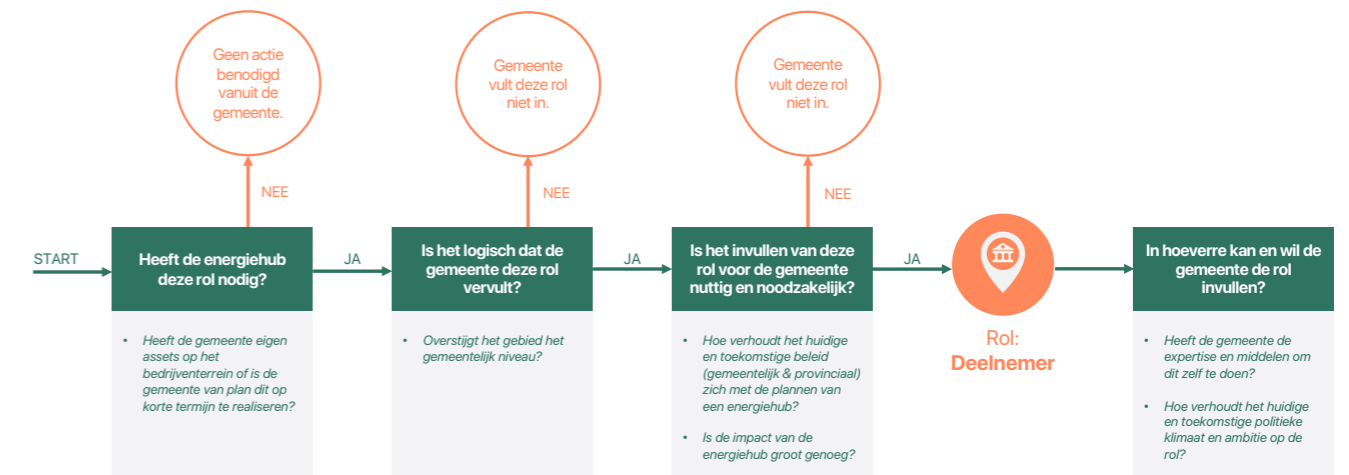 Geen actie
benodigd
vanuit de
gemeente.
Gemeente
vult deze rol
niet in.
Gemeente
vult deze rol
niet in.
NEE
NEE
NEE
START
Heeft de energiehub
deze rol nodig?
JA
Is het logisch dat de
gemeente deze rol
vervult?
JA
Is het invullen van deze
rol voor de gemeente
nuttig en noodzakelijk?
JA
In hoeverre kan en wil de
gemeente de rol
invullen?
Rol:
Deelnemer
• Heeft de gemeente eigen
assets op het
bedrijventerrein of is de
gemeente van plan dit op
korte termijn te realiseren?
• Overstijgt het gebied het
gemeentelijk niveau?
• Hoe verhoudt het huidige
en toekomstige beleid
(gemeentelijk & provinciaal)
zich met de plannen van
een energiehub?
• Is de impact van de
energiehub groot genoeg?
• Heeft de gemeente de
expertise en middelen om
dit zelf te doen?
• Hoe verhoudt het huidige
en toekomstige politieke
klimaat en ambitie op de
rol?